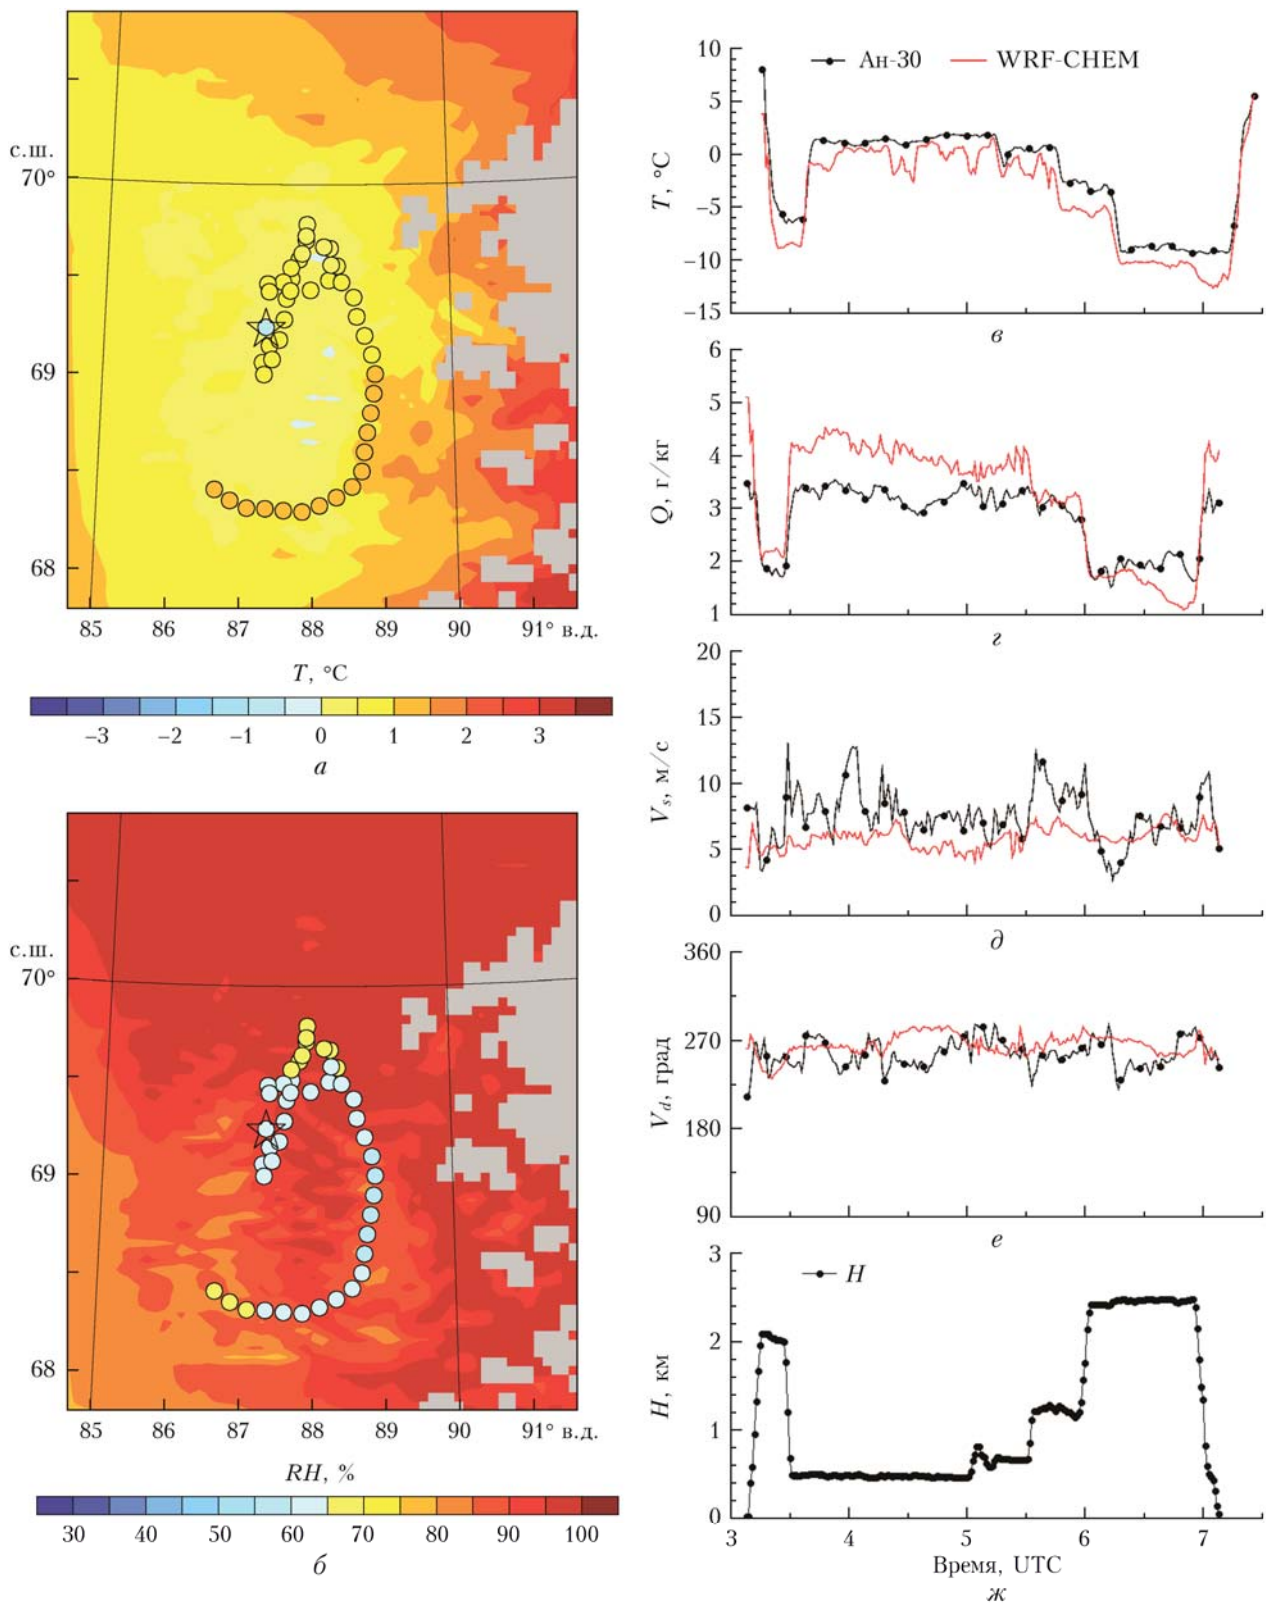 с.ш.
70°
69
68
85 86 87 88 89 90 91° в.д.
T, °C
−3 −2 −1 0 1 2 3
а
с.ш.
70°
69
68
85 86 87 88 89 90 91° в.д.
RH, %
30 40 50 60 70 80 90 100
б
Ан-30 WRF-CHEM
10
5
0
−5
−10
−15
T, °C
в
6
5
4
3
2
1
Q, г/кг
г
20
15
10
5
0
Vs, м/с
д
360
270
180
90
Vd, град
е
H
3
2
1
0
H, км
3 4 5 6 7
Время, UTC
ж